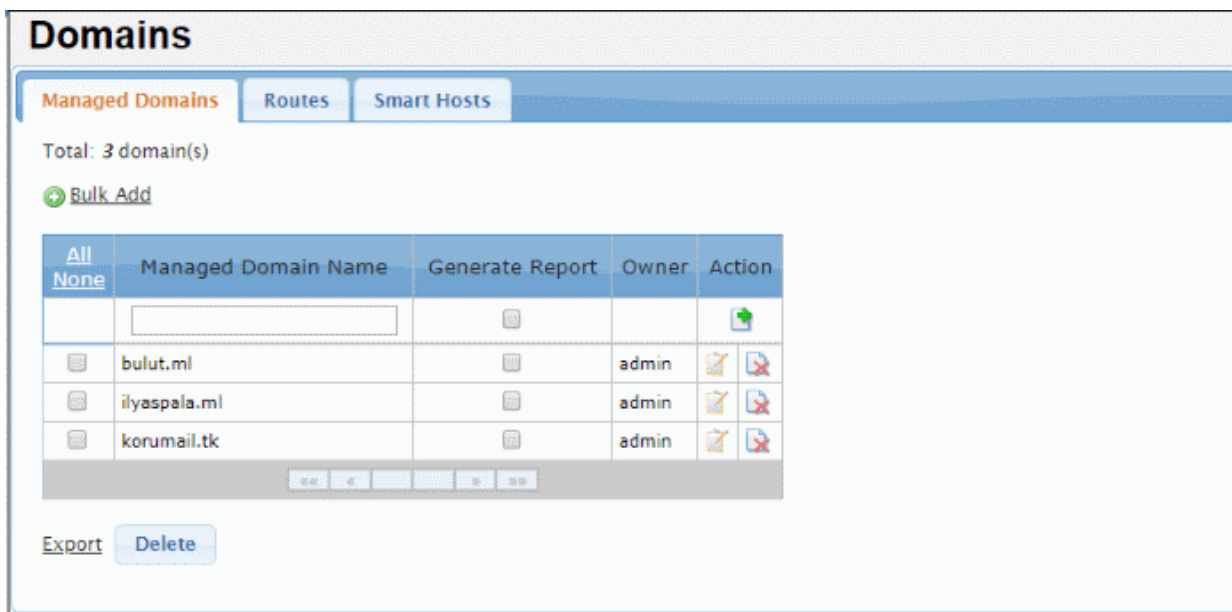 Domains
Managed Domains Routes Smart Hosts
Total: 3 domain(s)
Bulk Add
All None Managed Domain Name Generate Report Owner Action
bulut.ml admin
ilyaspala.ml admin
korumail.tk admin
«« « » »»
Export Delete